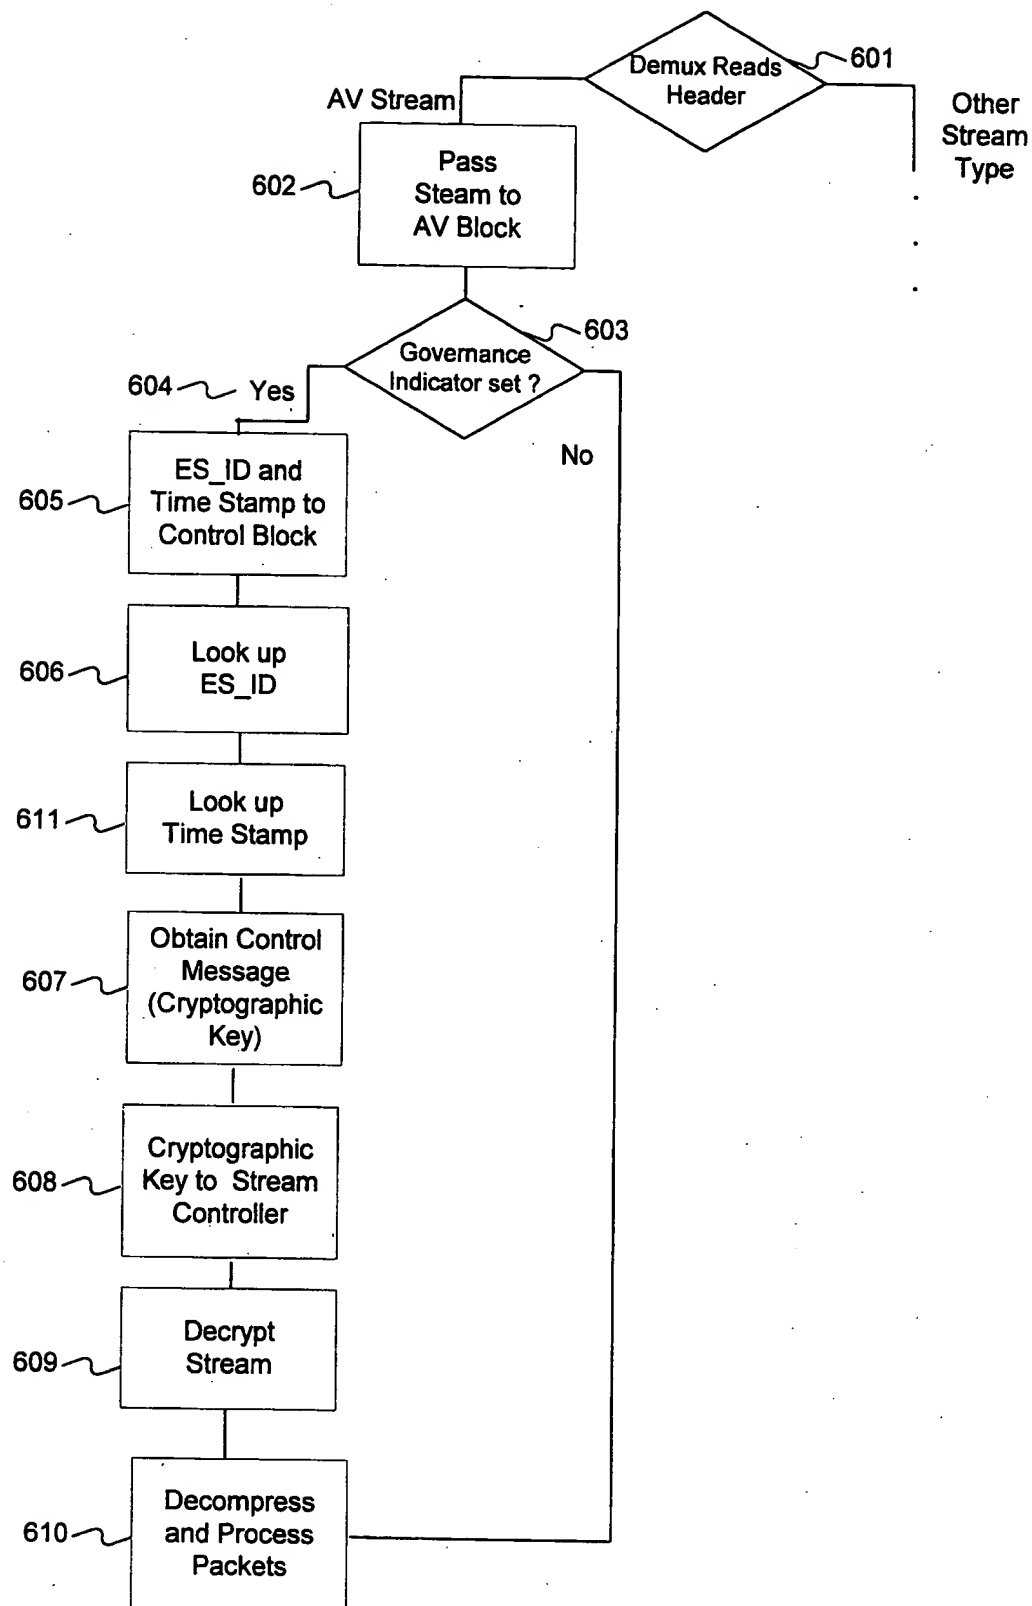 Demux Reads
Header
601
AV Stream
Other
Stream
Type
Pass
Steam to
AV Block
602
603
Governance
Indicator set ?
604
Yes
No
ES_ID and
Time Stamp to
Control Block
605
Look up
ES_ID
606
Look up
Time Stamp
611
Obtain Control
Message
(Cryptographic
Key)
607
Cryptographic
Key to Stream
Controller
608
Decrypt
Stream
609
Decompress
and Process
Packets
610